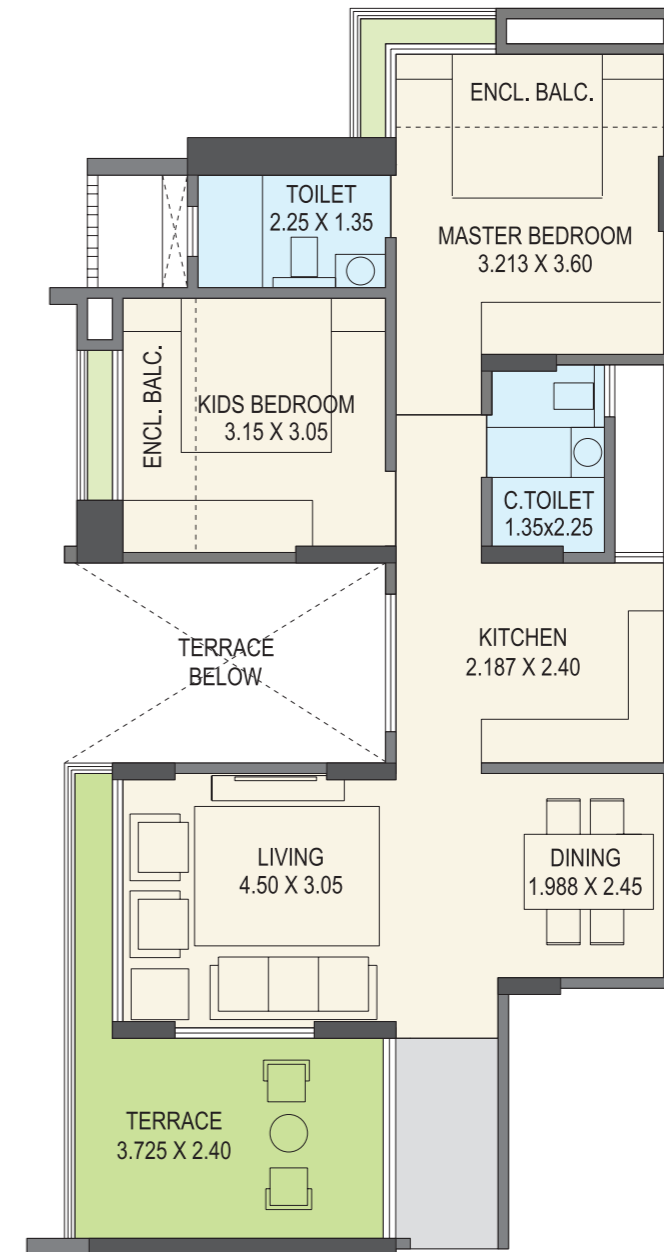 ENCL. BALC.
TOILET
2.25 X 1.35
MASTER BEDROOM
3.213 X 3.60
ENCL. BALC.
KIDS BEDROOM
3.15 X 3.05
C.TOILET
1.35x2.25
TERRACE
BELOW
KITCHEN
2.187 X 2.40
LIVING
4.50 X 3.05
DINING
1.988 X 2.45
TERRACE
3.725 X 2.40